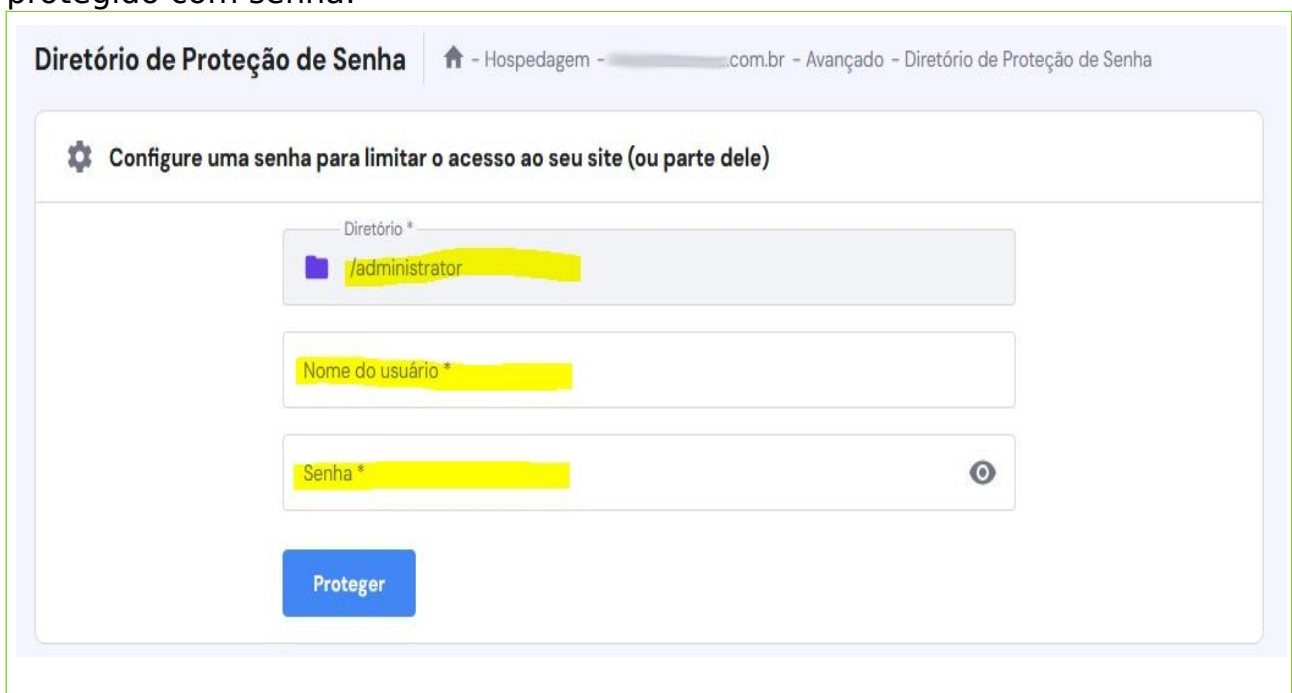 protegido com senha.
Diretório de Proteção de Senha - Hospedagem - .com.br - Avançado - Diretório de Proteção de Senha
Configure uma senha para limitar o acesso ao seu site (ou parte dele)
Diretório *
/administrator
Nome do usuário *
Senha *
Proteger